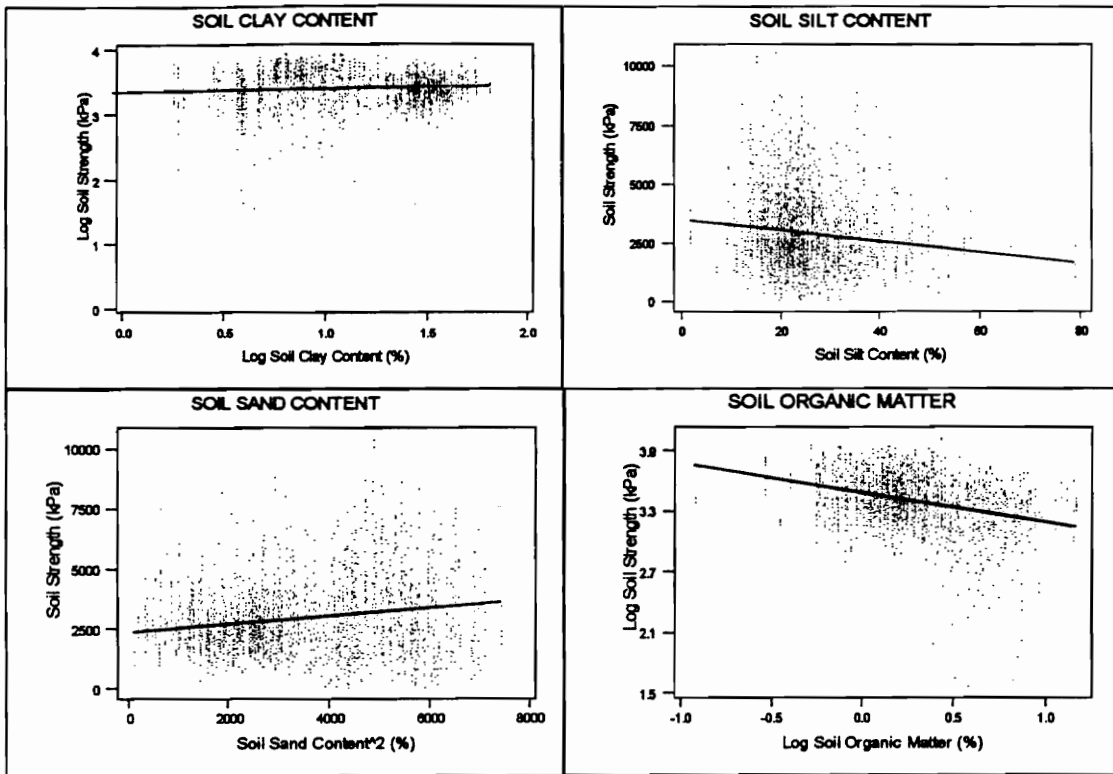 SOIL CLAY CONTENT
Log Soil Strength (kPa)
4
3
2
1
0
0.0 0.5 1.0 1.5 2.0
Log Soil Clay Content (%)
SOIL SILT CONTENT
Soil Strength (kPa)
10000
7500
5000
2500
0
0 20 40 60 80
Soil Silt Content (%)
SOIL SAND CONTENT
Soil Strength (kPa)
10000
7500
5000
2500
0
0 2000 4000 6000 8000
Soil Sand Content^2 (%)
SOIL ORGANIC MATTER
Log Soil Strength (kPa)
3.8
3.3
2.7
2.1
1.5
-1.0 -0.5 0.0 0.5 1.0
Log Soil Organic Matter (%)